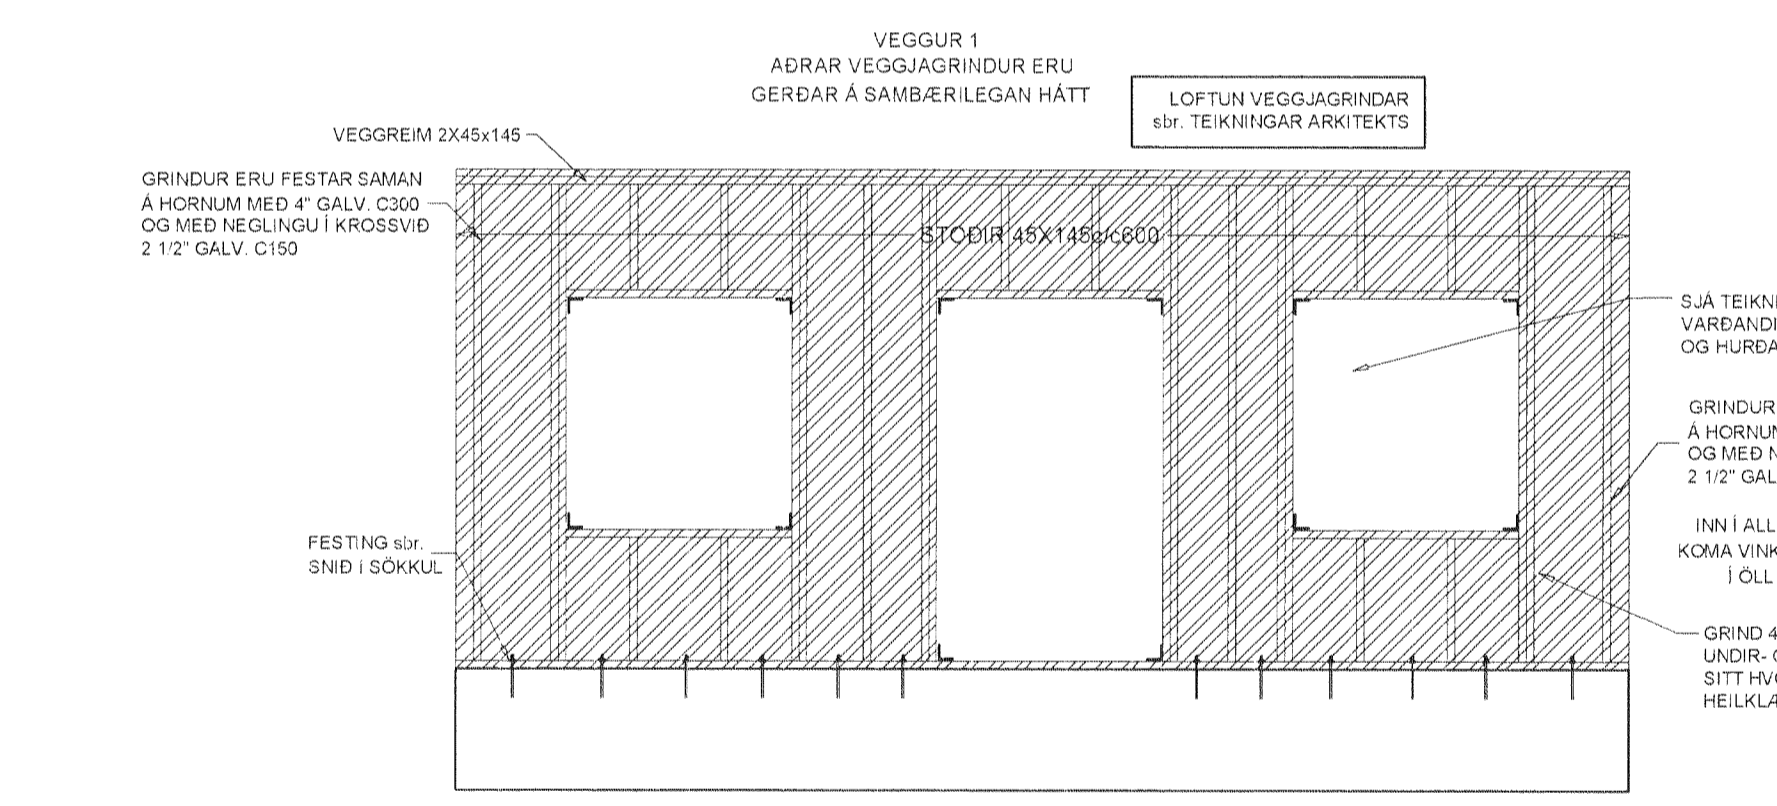 VEGGUR 1
AÐRAR VEGGJAGRINDUR ERU
GERÐAR Á SAMBÆRILEGAN HÁTT
LOFTUN VEGGJAGRINDAR
sbr. TEIKNINGAR ARKITEKTS
VEGGREIM 2X45x145
GRINDUR ERU FESTAR SAMAN
Á HORNUM MEÐ 4" GALV. C300
OG MEÐ NEGLINGU Í KROSSVIÐ
2 1/2" GALV. C150
STOÐIR 45X145c/c600
SJÁ TEIKN
VARÐANDI
OG HURÐA
GRINDUR
Á HORNUM
OG MEÐ N
2 1/2" GAL
INN Í ALL
KOMA VINK
Í ÖLL
FESTING sbr.
SNIÐ Í SÖKKUL
GRIND 4
UNDIR- O
SITT HVO
HEILKLÆ